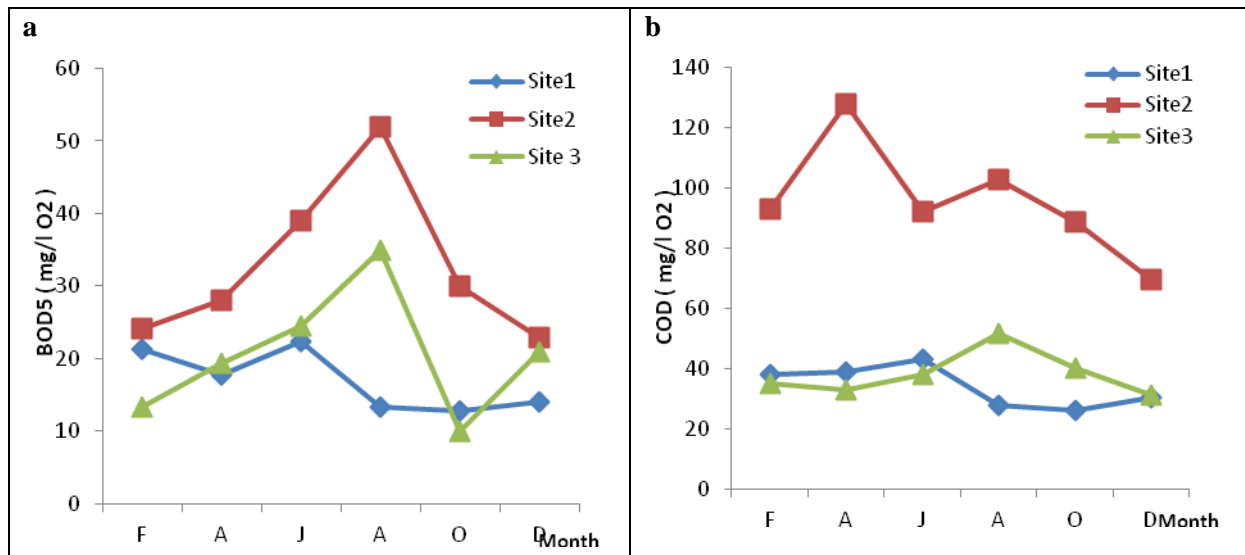 a
60
50
40
30
20
10
0
BOD5 ( mg/l O2 )
Site1
Site2
Site 3
F A J A O D
Month
b
140
120
100
80
60
40
20
0
COD ( mg/l O2 )
Site1
Site2
Site3
F A J A O D
Month